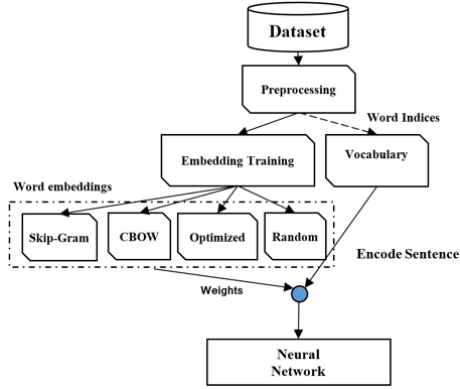 Dataset
Preprocessing
Word Indices
Embedding Training
Vocabulary
Word embeddings
Skip-Gram
CBOW
Optimized
Random
Encode Sentence
Weights
Neural
Network